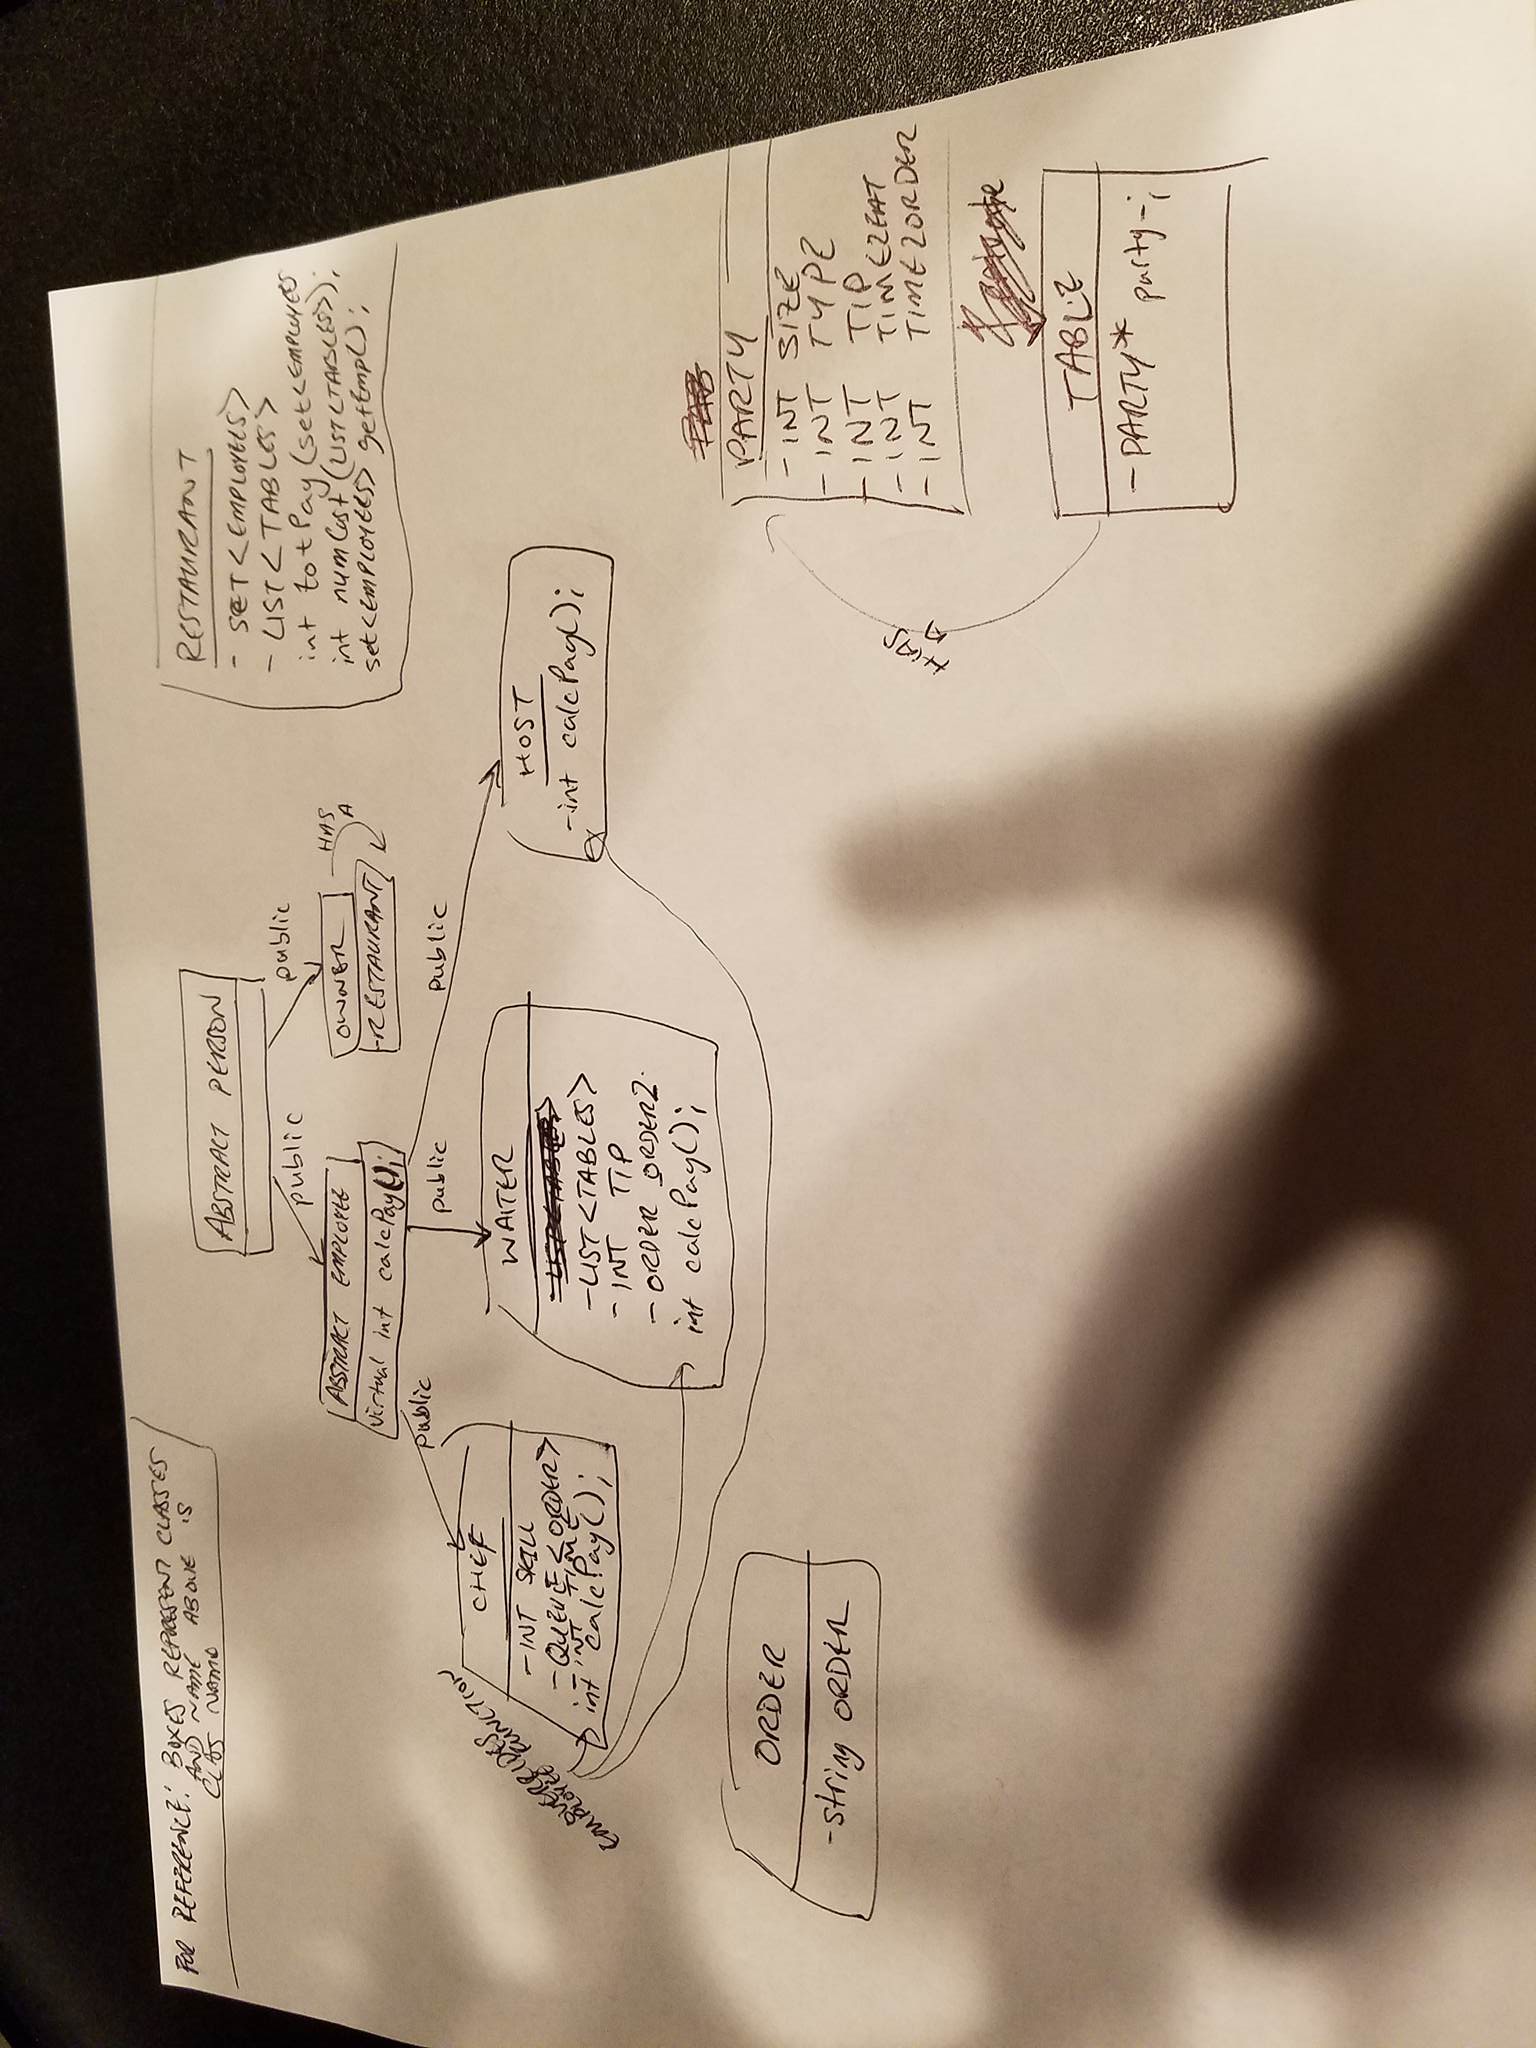 FOR REFERENCE: BOXES REPRESENT CLASSES
AND NAME ABOVE IS
CLASS NAME
ABSTRACT PERSON
public
public
OWNER
-RESTAURANT
HAS
A
RESTAURANT
- SET<EMPLOYEES>
- LIST<TABLES>
int totPay(set<EMPLOYEES
int numCost(LIST<TABLES>);
set<EMPLOYEES> getEmp();
ABSTRACT EMPLOYEE
virtual int calcPay();
public
public
public
CHEF
-INT SKILL
-QUEUE<ORDER>
-INT TIME
int calcPay();
OVERRIDES
EMPLOYEE FUNCTION
WAITER
-LIST<TABLES>
-INT TIP
-ORDER ORDER2
int calcPay();
HOST
-int calcPay();
ORDER
-string ORDER
PARTY
-INT SIZE
-INT TYPE
-INT TIP
-INT TIME2EAT
-INT TIME2ORDER
HAS
A
TABLE
-PARTY* party-;